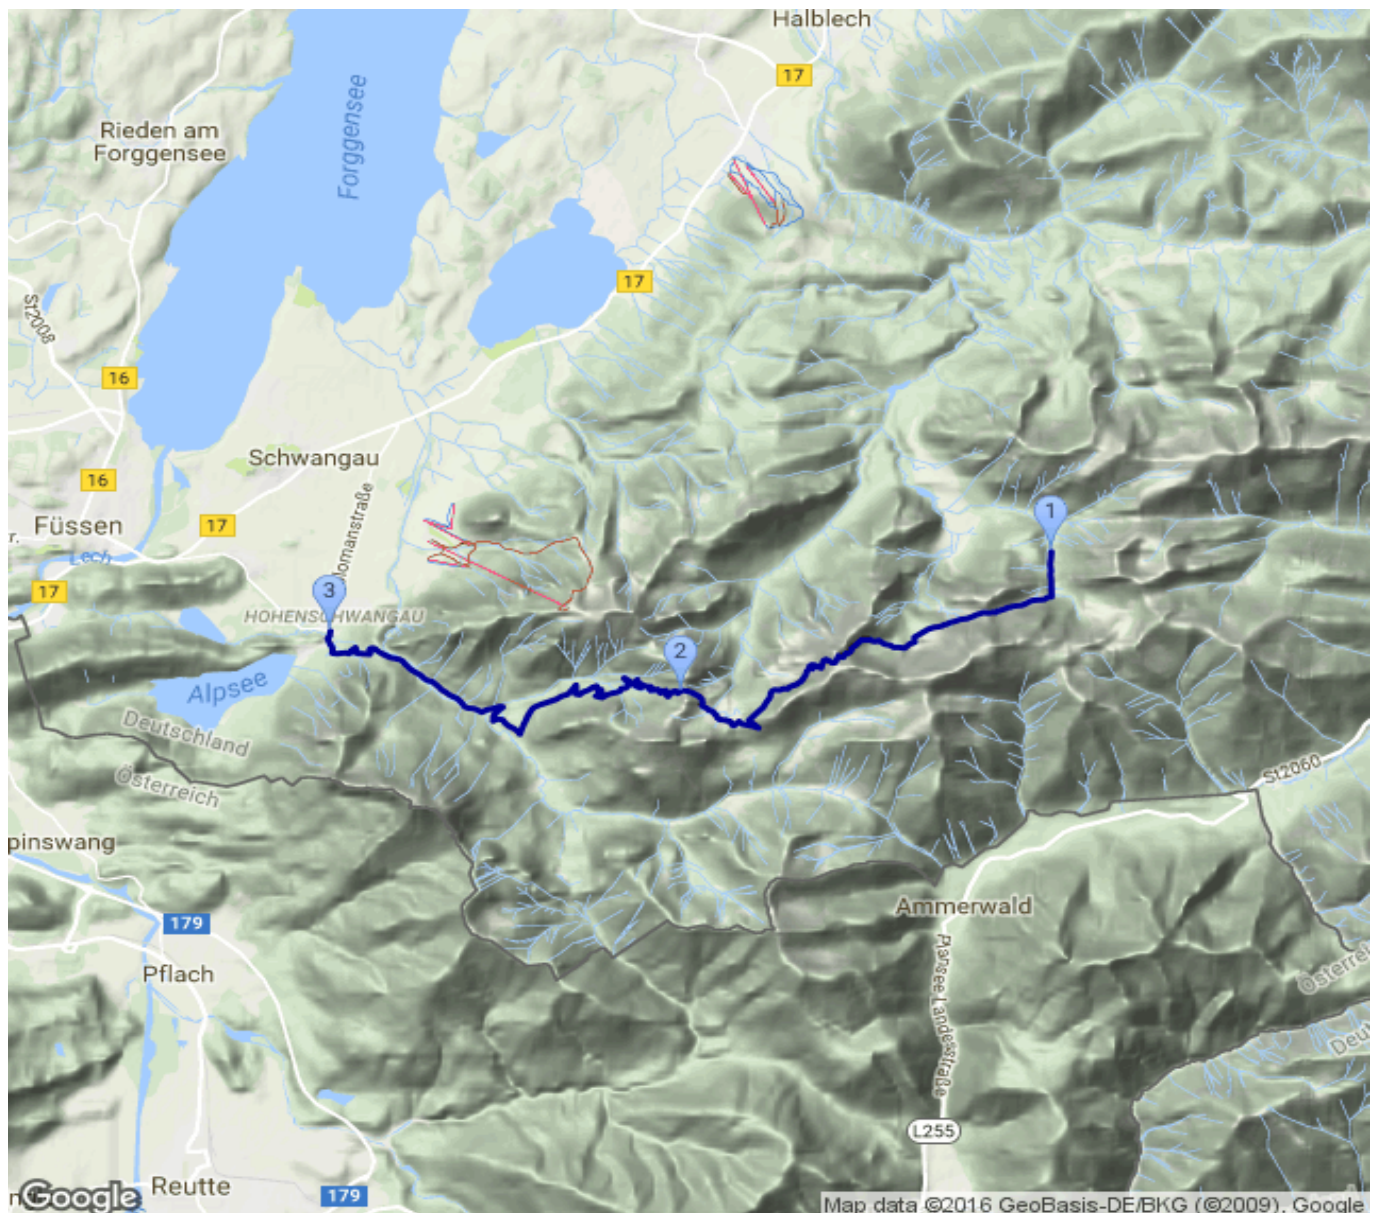 Halblech
17
Rieden am
Forggensee
Forggensee
17
St2008
16
Schwangau
16
1
Füssen
17
Lech
17
3
HOHENSCHWANGAU
2
Alpsee
Deutschland
Österreich
St2060
pinswang
Ammerwald
179
Pflach
Plansee Landesstraße
L255
Reutte
179
Google
Map data ©2016 GeoBasis-DE/BKG (©2009), Google